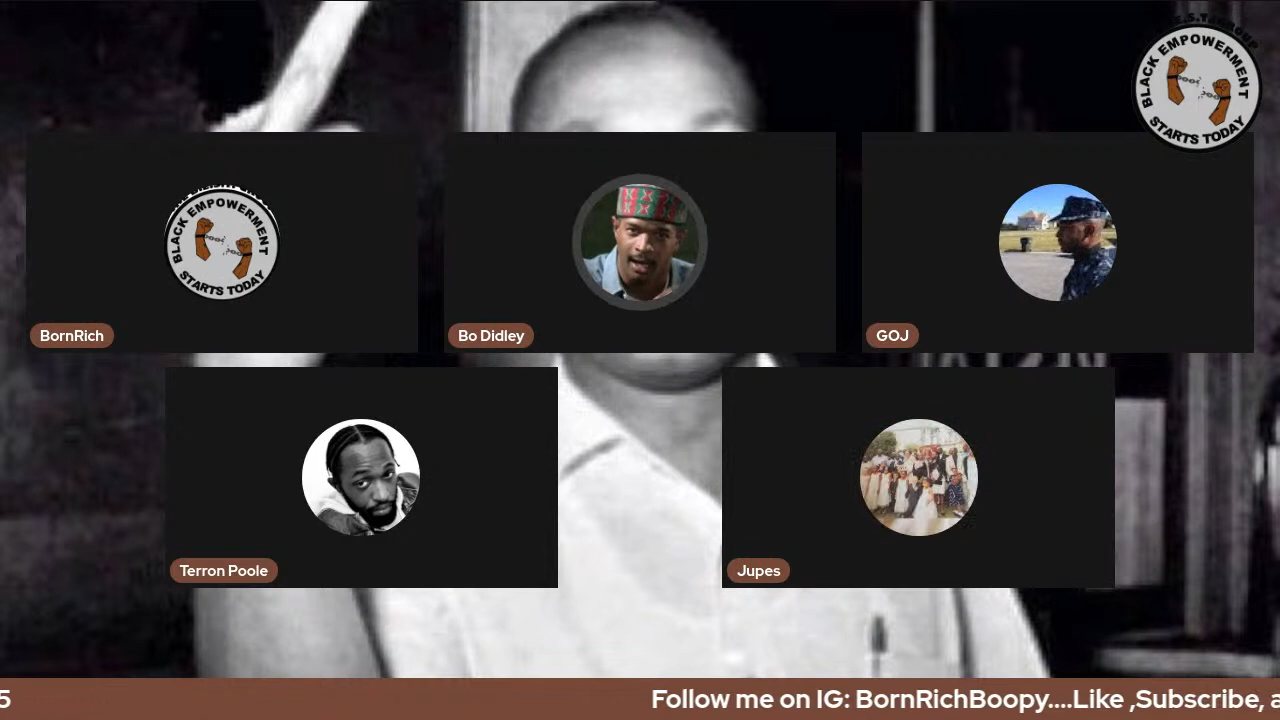 BLACK EMPOWERMENT
STARTS TODAY
BLACK EMPOWERMENT
STARTS TODAY
BornRich
Bo Didley
GOJ
Terron Poole
Jupes
5
Follow me on IG: BornRichBoopy....Like ,Subscribe, a